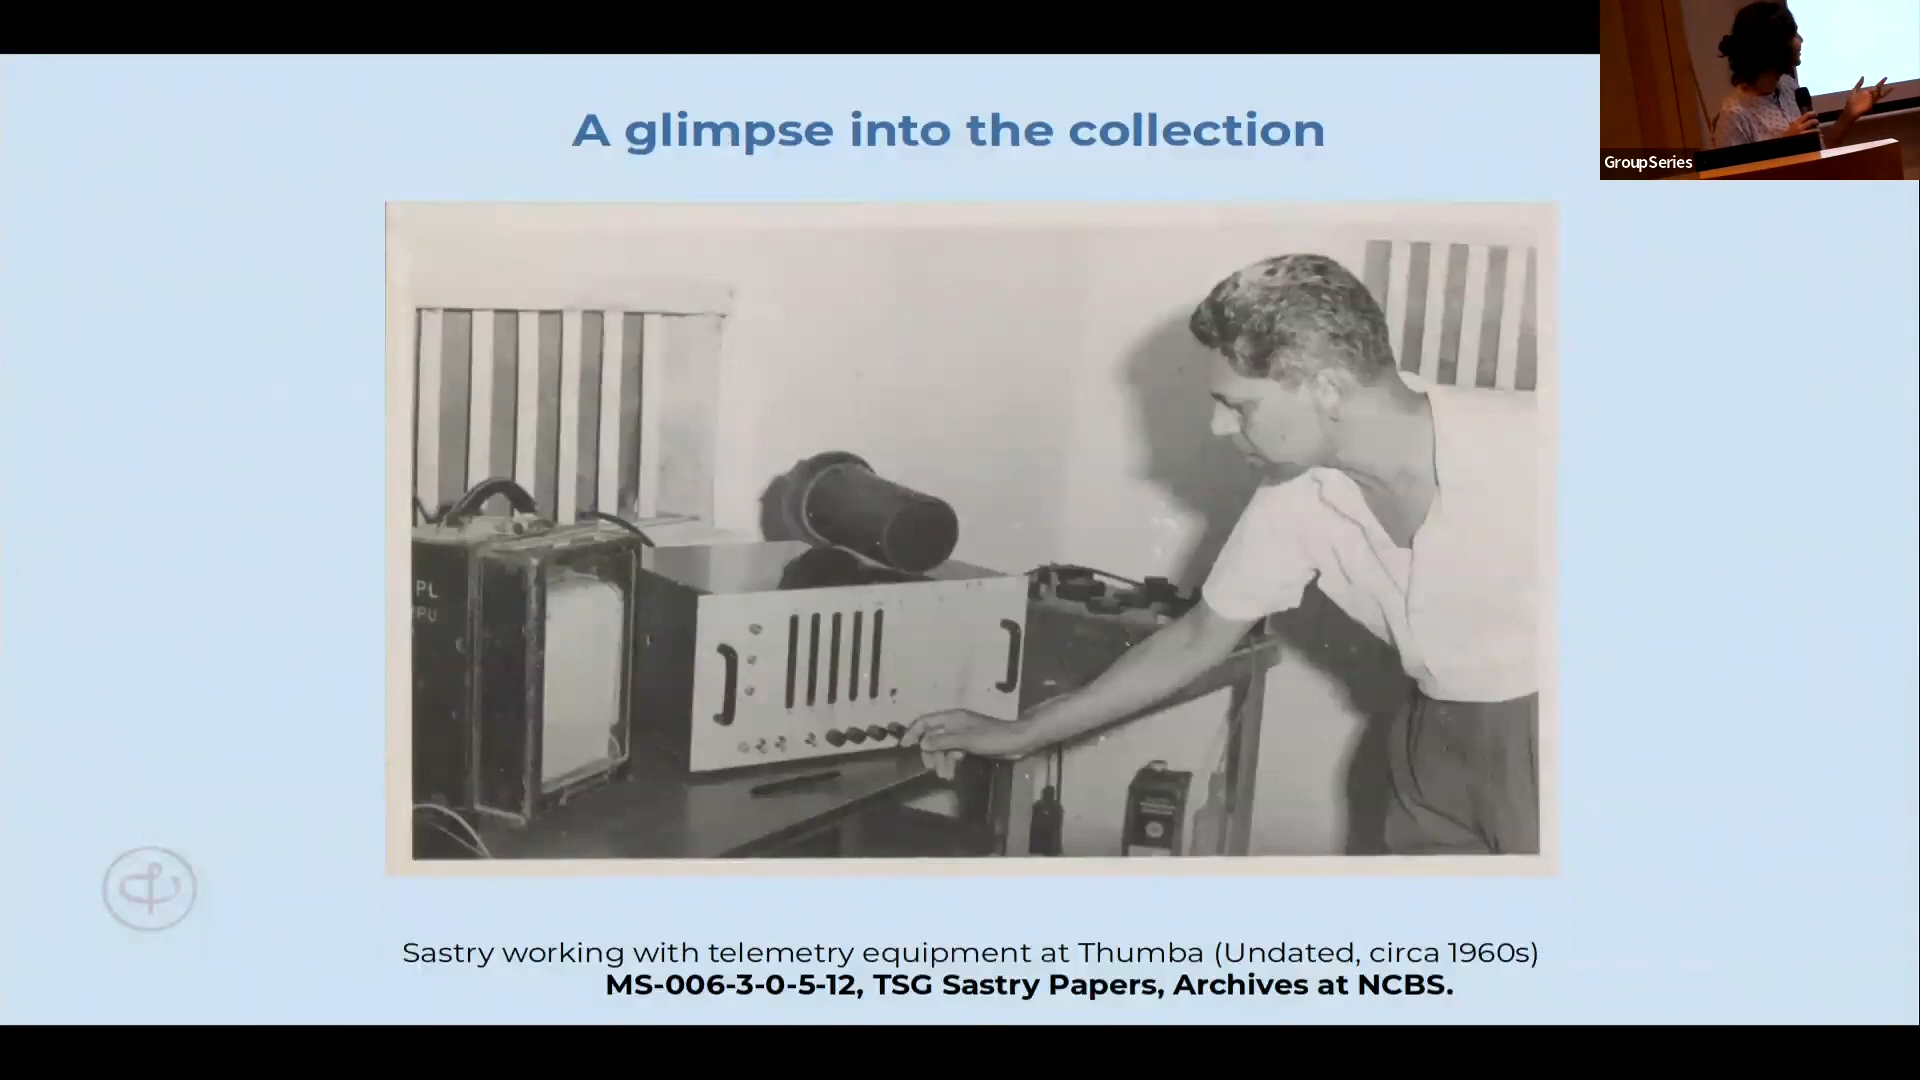 A glimpse into the collection
GroupSeries
PL
Sastry working with telemetry equipment at Thumba (Undated, circa 1960s)
MS-006-3-0-5-12, TSG Sastry Papers, Archives at NCBS.